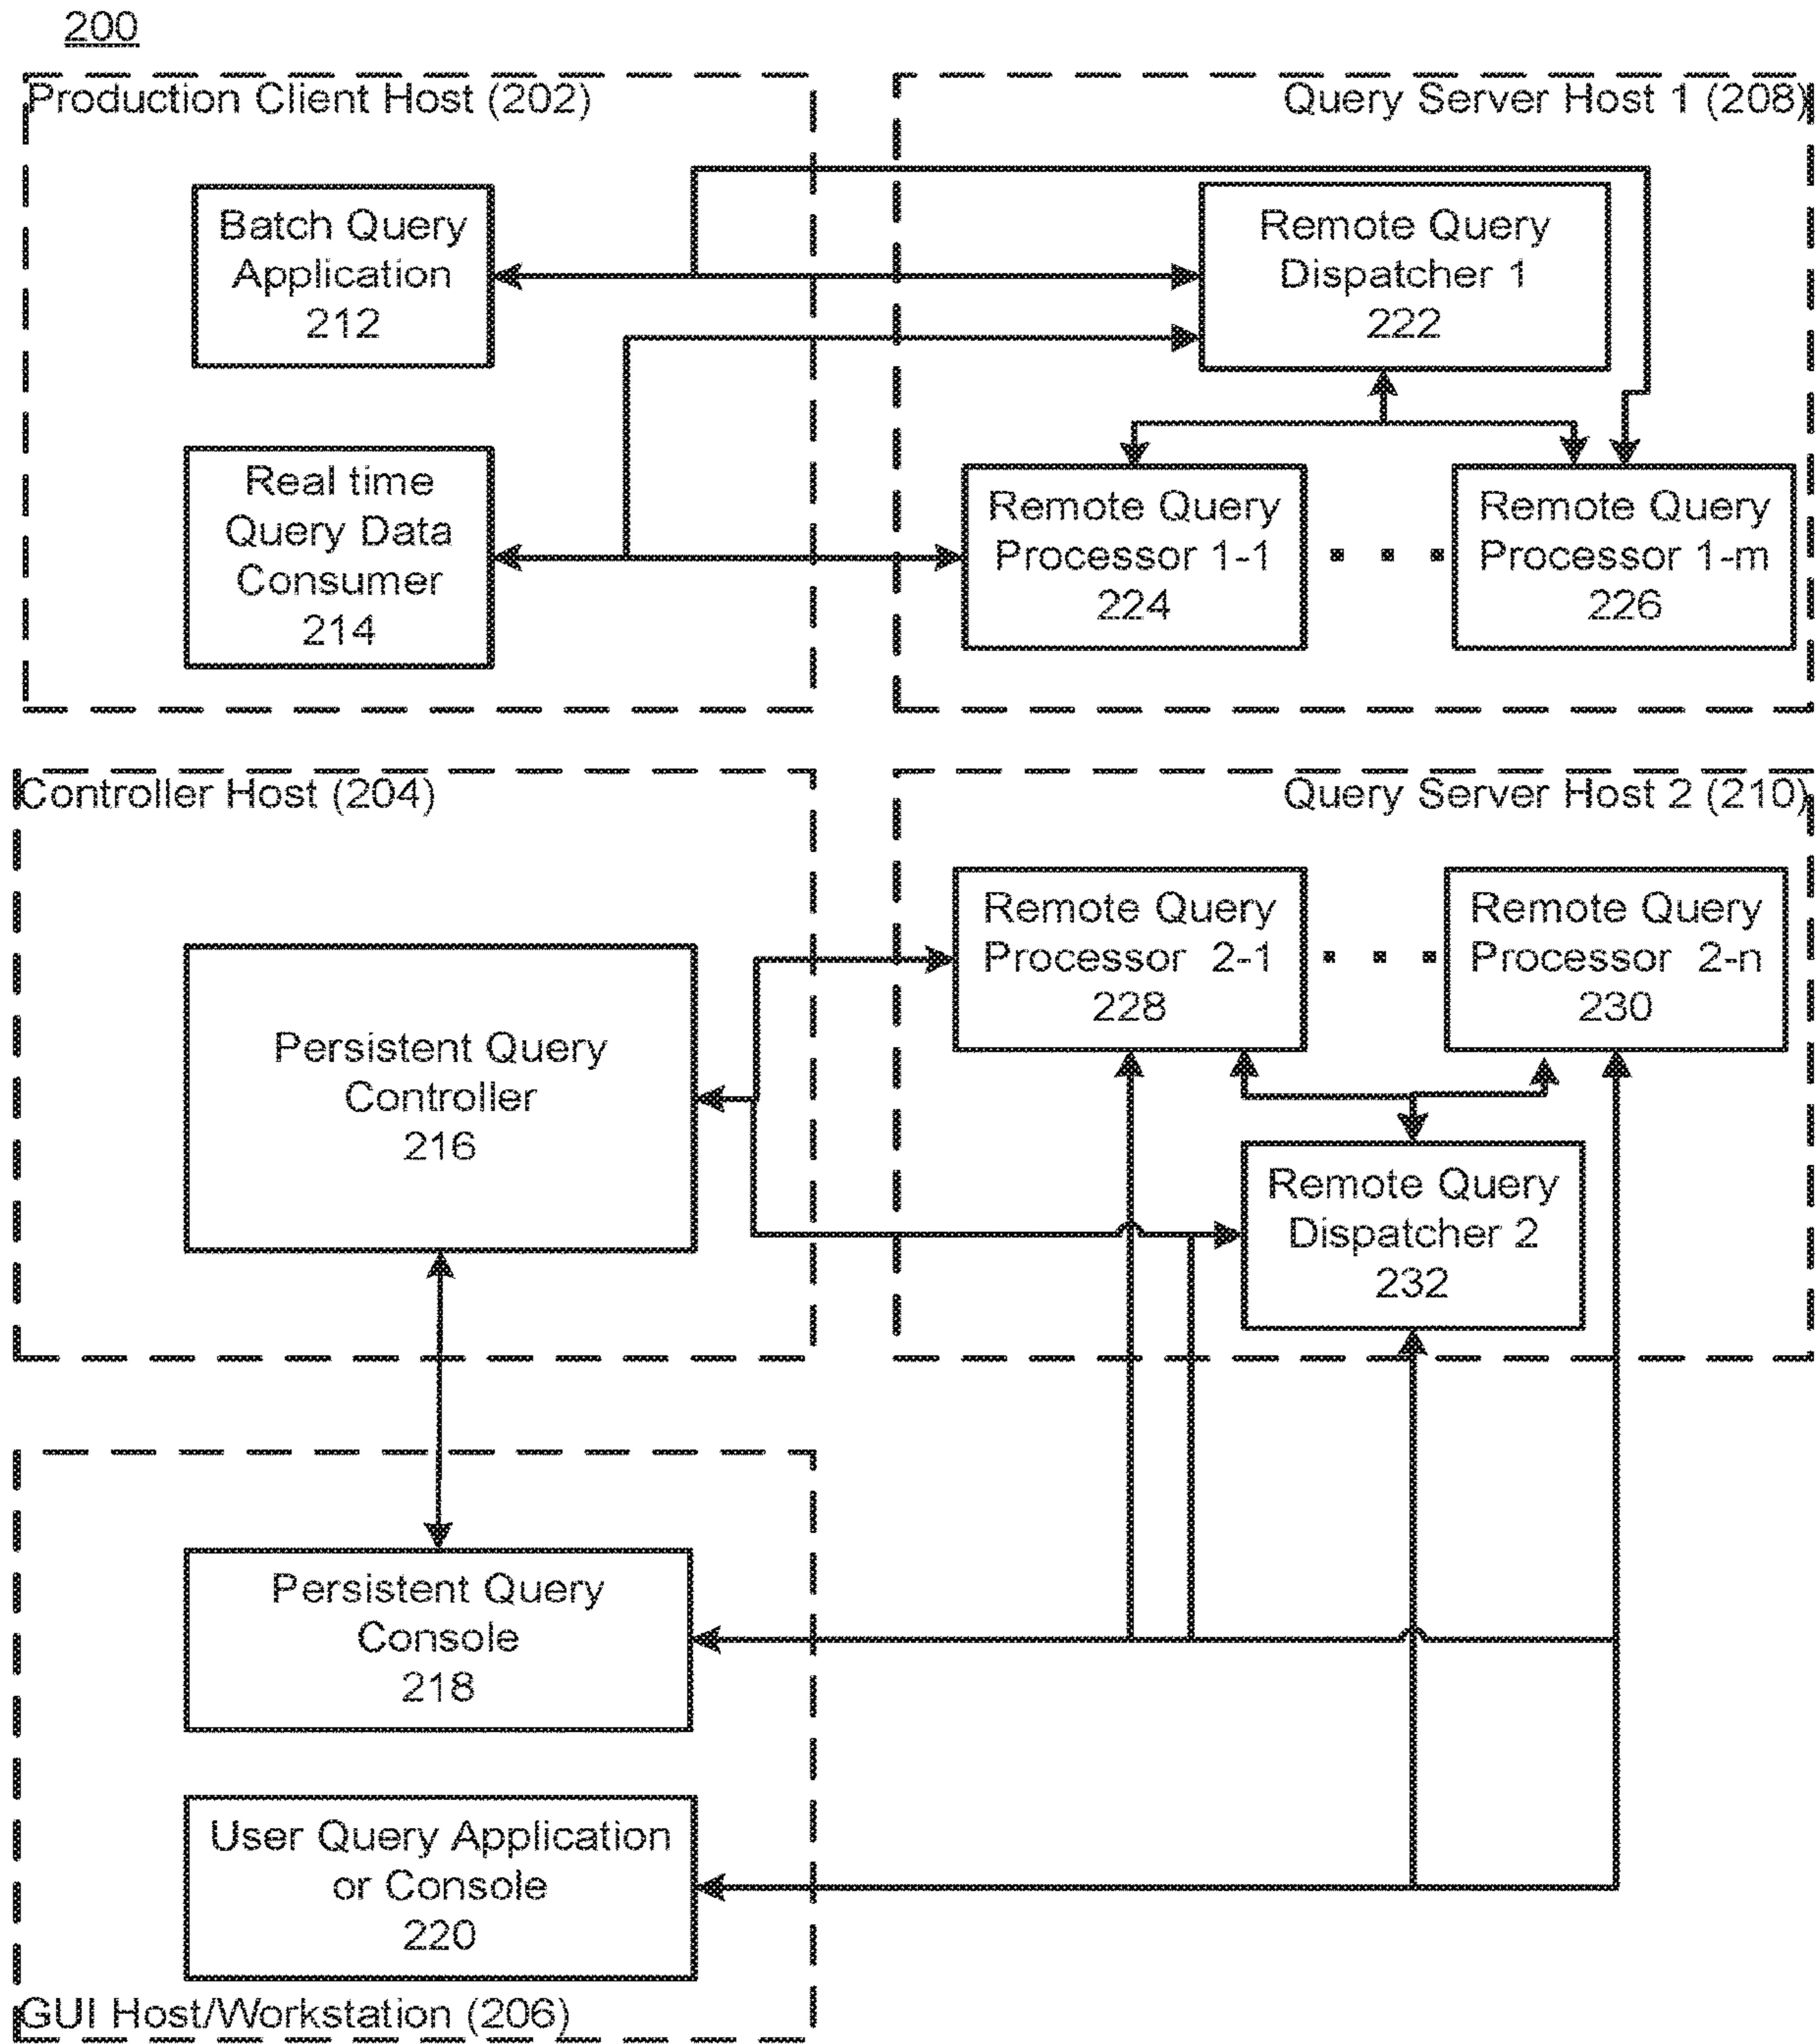 200
Production Client Host (202)
Query Server Host 1 (208)
Batch Query
Application
212
Remote Query
Dispatcher 1
222
Real time
Query Data
Consumer
214
Remote Query
Processor 1-1
224
. . .
Remote Query
Processor 1-m
226
Controller Host (204)
Query Server Host 2 (210)
Remote Query
Processor 2-1
228
. . .
Remote Query
Processor 2-n
230
Persistent Query
Controller
216
Remote Query
Dispatcher 2
232
Persistent Query
Console
218
User Query Application
or Console
220
GUI Host/Workstation (206)